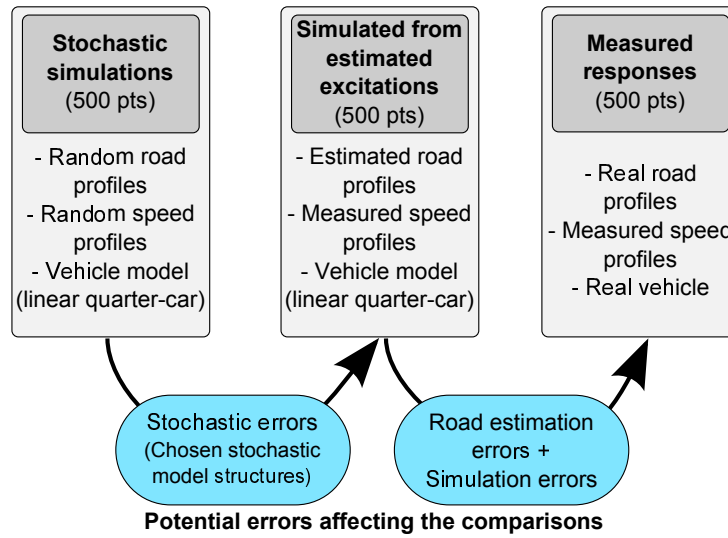 Stochastic
simulations
(500 pts)
- Random road
profiles
- Random speed
profiles
- Vehicle model
(linear quarter-car)
Simulated from
estimated
excitations
(500 pts)
- Estimated road
profiles
- Measured speed
profiles
- Vehicle model
(linear quarter-car)
Measured
responses
(500 pts)
- Real road
profiles
- Measured speed
profiles
- Real vehicle
Stochastic errors
(Chosen stochastic
model structures)
Road estimation
errors +
Simulation errors
Potential errors affecting the comparisons